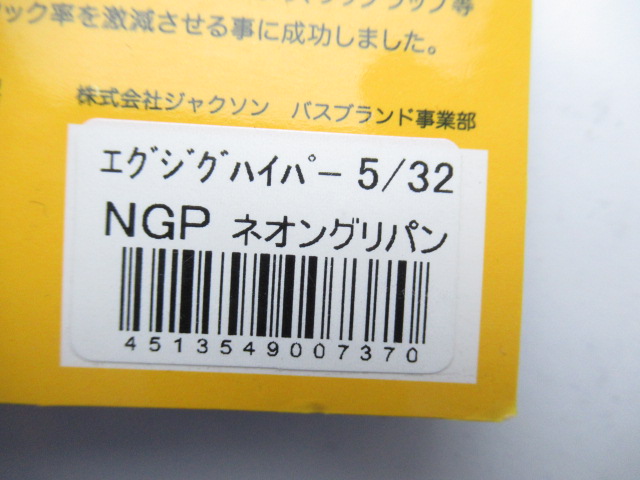 ック率を激減させる事に成功しました。
株式会社ジャクソン バスブランド事業部
ｴｸﾞｼﾞｸﾞﾊｲﾊﾟｰ 5/32
NGP ネオングリパン
4513549007370